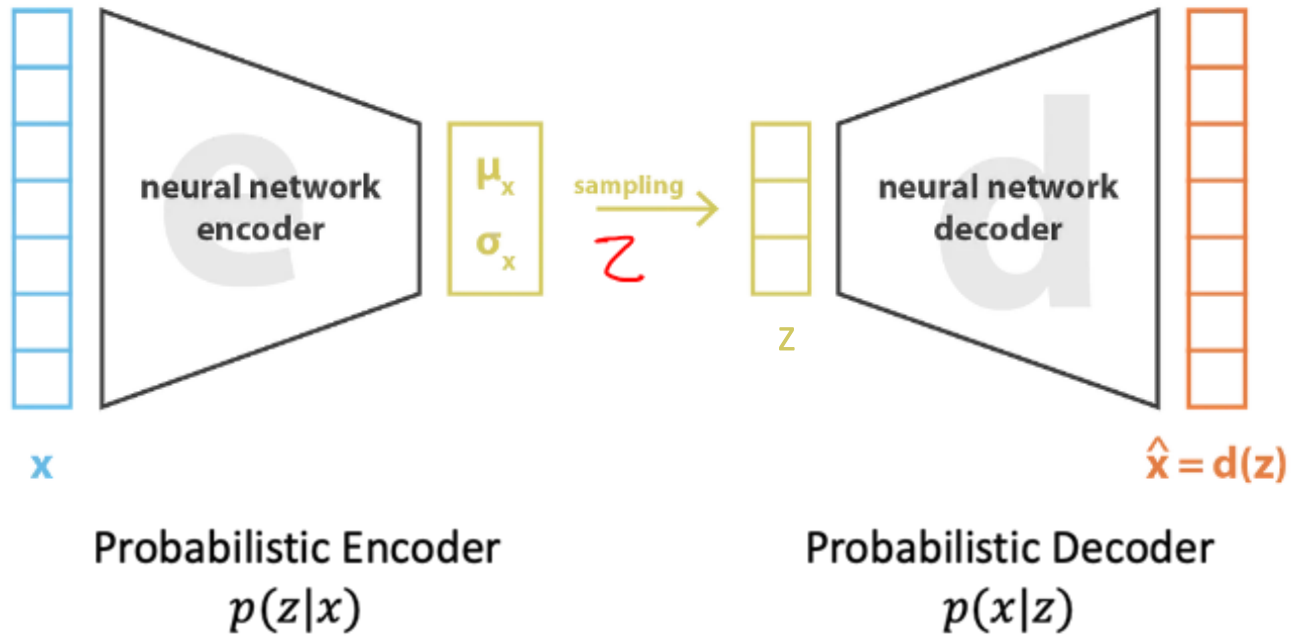 x
e
neural network
encoder
μₓ
σₓ
sampling
z
z
d
neural network
decoder
x̂ = d(z)
Probabilistic Encoder
p(z|x)
Probabilistic Decoder
p(x|z)